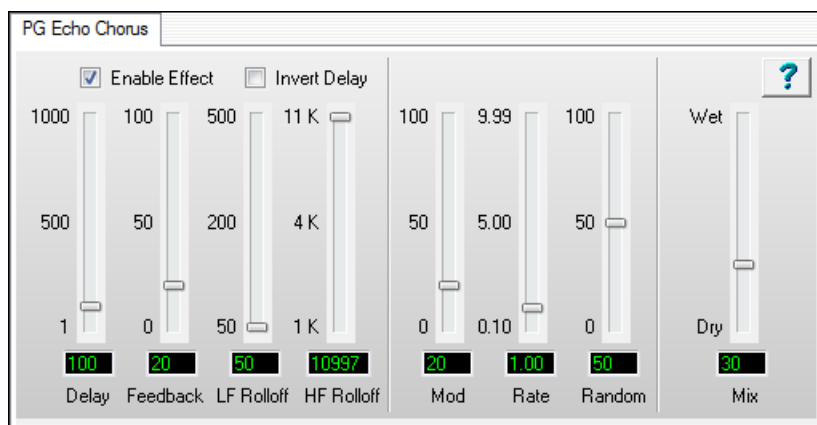 PG Echo Chorus
Enable Effect Invert Delay ?
1000 100 500 11 K 100 9.99 100 Wet
500 50 200 4 K 50 5.00 50
1 0 50 1 K 0 0.10 0 Dry
100 20 50 10997 20 1.00 50 30
Delay Feedback LF Rolloff HF Rolloff Mod Rate Random Mix